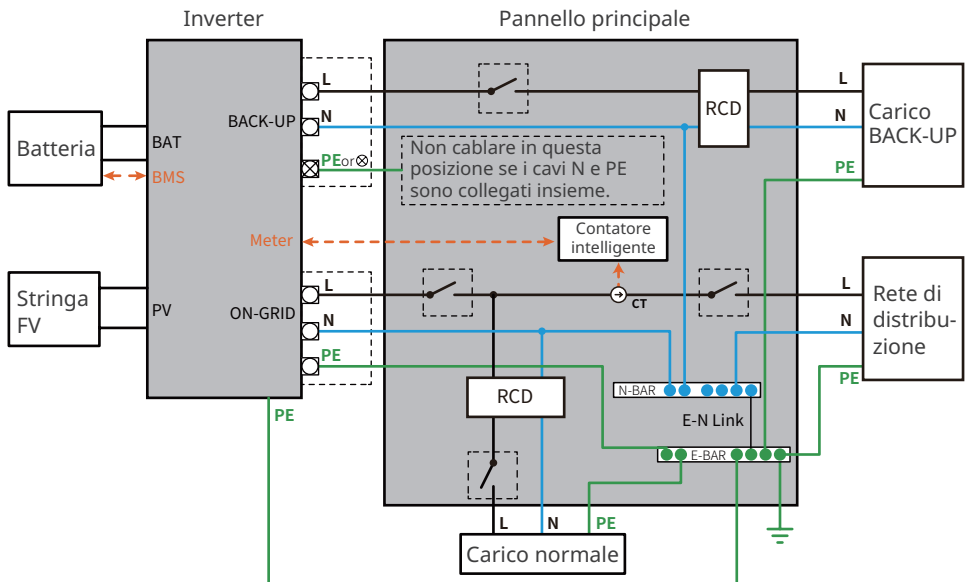 Inverter
Pannello principale
L
L
RCD
Carico
BACK-UP
N
BACK-UP
N
Batteria
BAT
PE or ⊗
Non cablare in questa
posizione se i cavi N e PE
sono collegati insieme.
PE
BMS
Contatore
intelligente
Meter
L
L
Stringa
FV
PV
ON-GRID
CT
Rete di
distribu-
zione
N
N
PE
PE
RCD
N-BAR
PE
E-N Link
E-BAR
L
N
PE
Carico normale